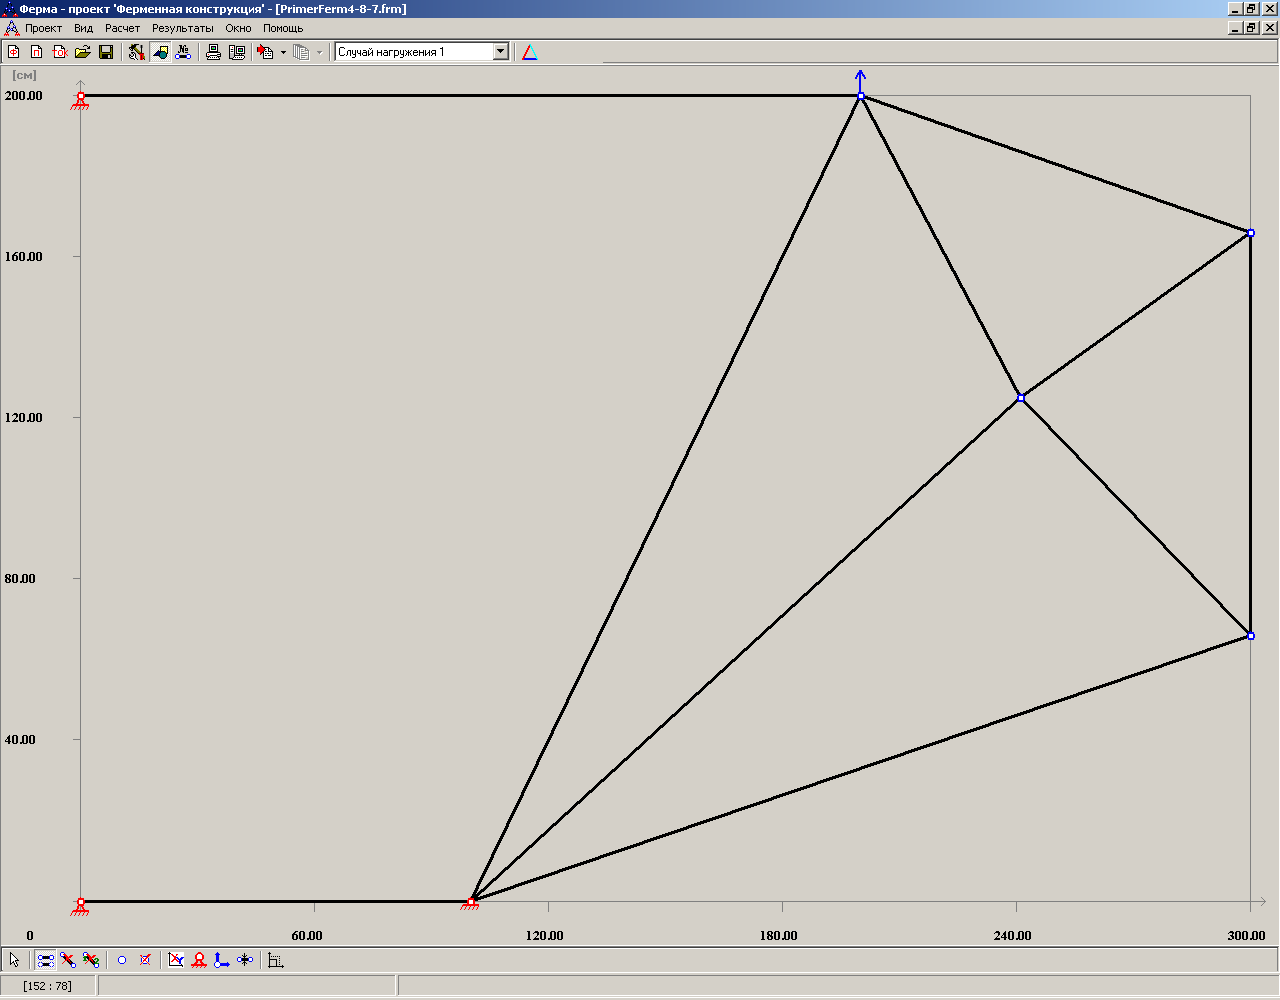 Ферма - проект 'Ферменная конструкция' - [PrimerFerm4-8-7.frm]
Проект Вид Расчет Результаты Окно Помощь
П ток № Случай нагружения 1
[см]
200.00
160.00
120.00
80.00
40.00
0 60.00 120.00 180.00 240.00 300.00
[152 : 78]